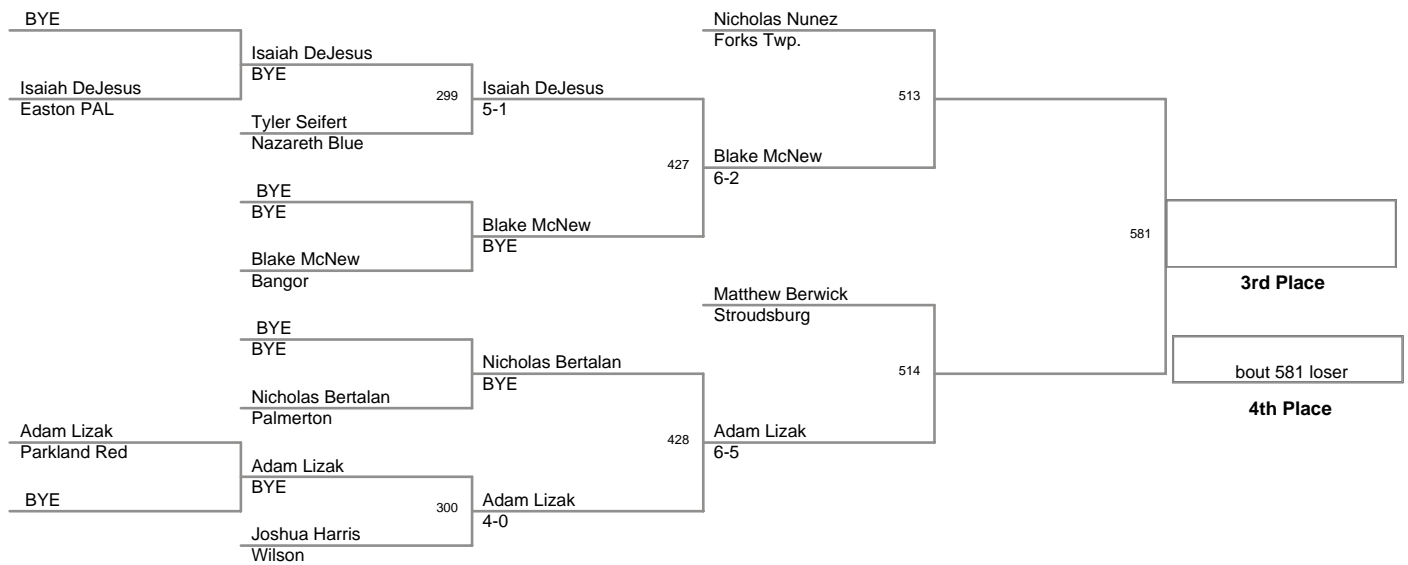 BYE
Isaiah DeJesus
Easton PAL
Isaiah DeJesus
BYE
299
Tyler Seifert
Nazareth Blue
Isaiah DeJesus
5-1
BYE
BYE
Blake McNew
Bangor
Blake McNew
BYE
427
Nicholas Nunez
Forks Twp.
513
Blake McNew
6-2
581
3rd Place
bout 581 loser
4th Place
Matthew Berwick
Stroudsburg
514
Adam Lizak
6-5
BYE
BYE
Nicholas Bertalan
Palmerton
Nicholas Bertalan
BYE
428
Adam Lizak
Parkland Red
BYE
Adam Lizak
BYE
300
Joshua Harris
Wilson
Adam Lizak
4-0